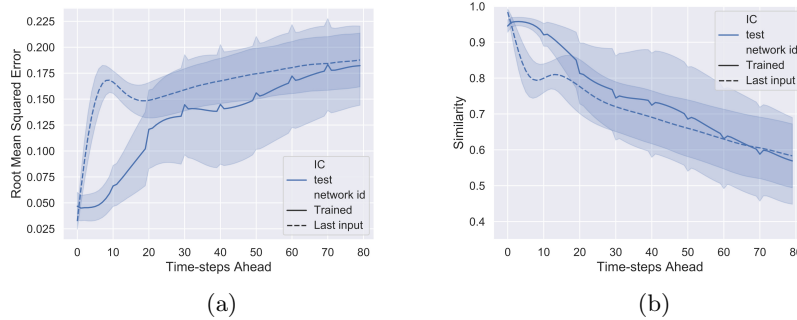 0.225
0.200
0.175
0.150
0.125
0.100
0.075
0.050
0.025
Root Mean Squared Error
IC
test
network id
Trained
Last input
0 10 20 30 40 50 60 70 80
Time-steps Ahead
(a)
1.0
0.9
0.8
0.7
0.6
0.5
0.4
Similarity
IC
test
network id
Trained
Last input
0 10 20 30 40 50 60 70 80
Time-steps Ahead
(b)